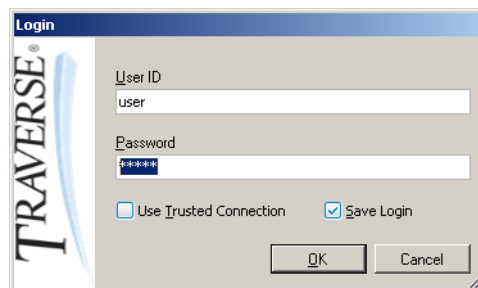 Login
TRAVERSE®
User ID
user
Password
*****
Use Trusted Connection
Save Login
OK
Cancel